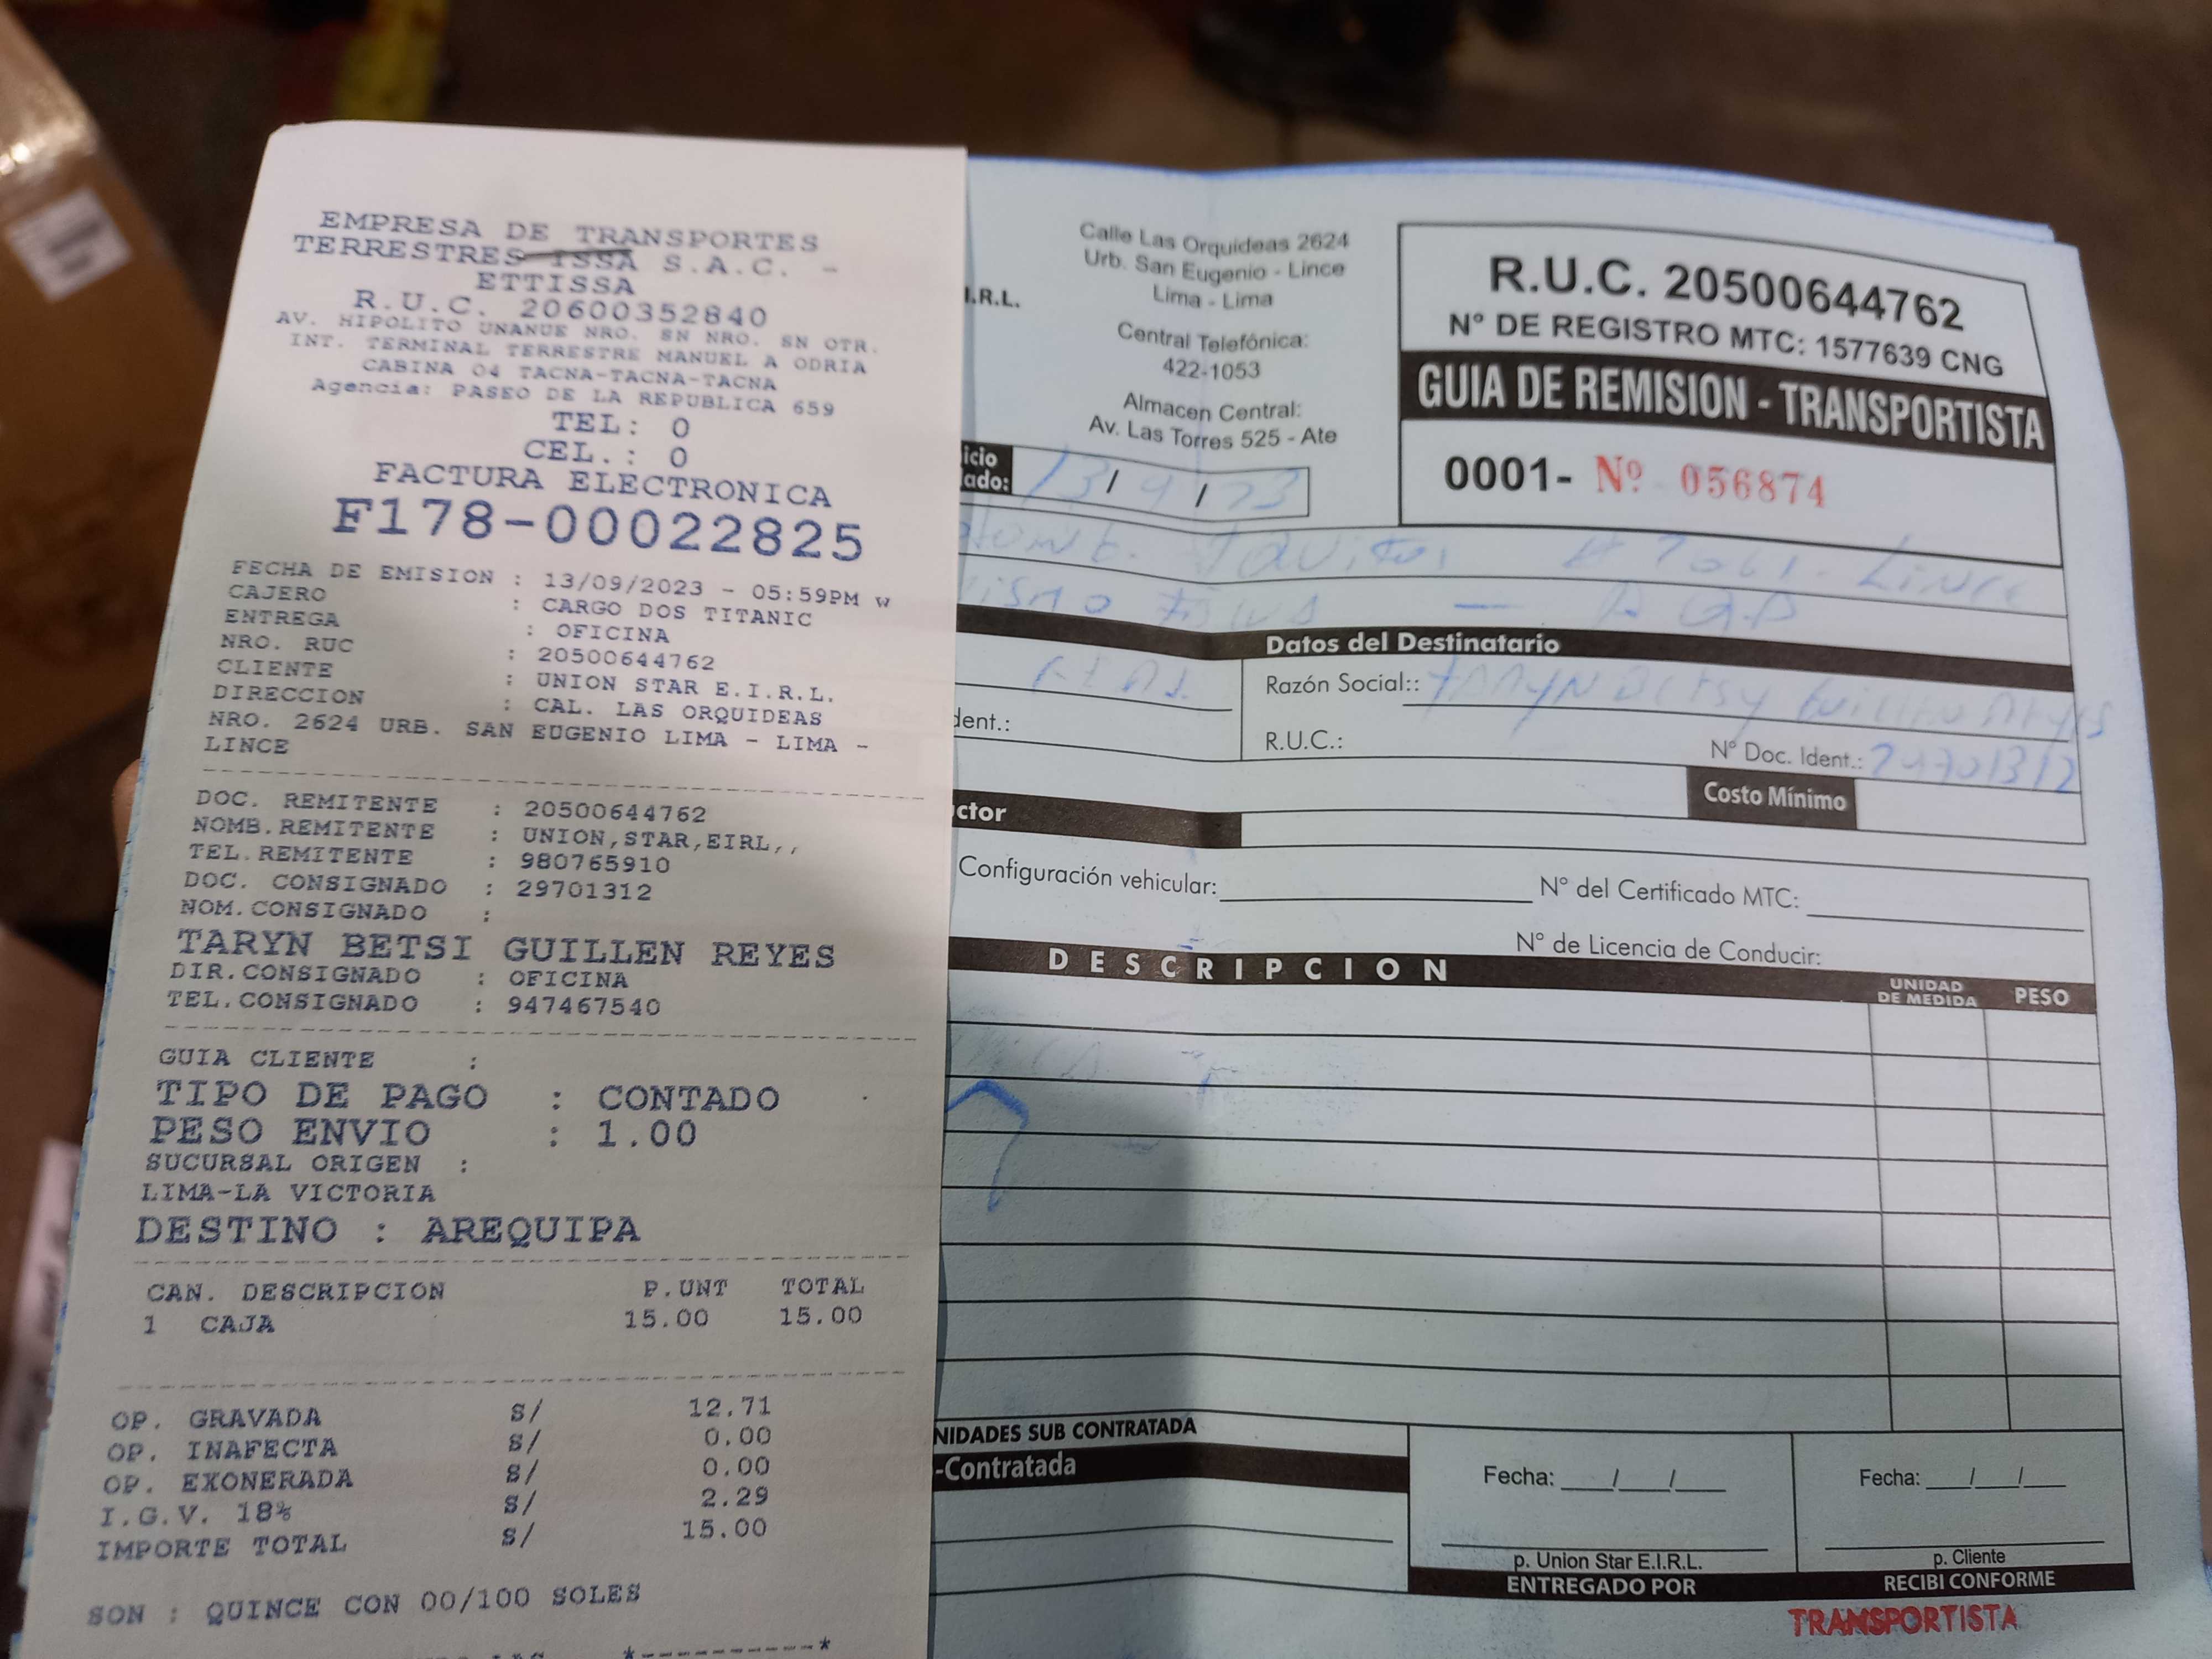 EMPRESA DE TRANSPORTES
TERRESTRES ISSA S.A.C. -
ETTISSA
R.U.C. 20600352840
AV. HIPOLITO UNANUE NRO. SN NRO. SN OTR.
INT. TERMINAL TERRESTRE MANUEL A ODRIA
CABINA 04 TACNA-TACNA-TACNA
Agencia: PASEO DE LA REPUBLICA 659
TEL: 0
CEL.: 0
FACTURA ELECTRONICA
F178-00022825
FECHA DE EMISION : 13/09/2023 - 05:59PM w
CAJERO : CARGO DOS TITANIC
ENTREGA : OFICINA
NRO. RUC : 20500644762
CLIENTE : UNION STAR E.I.R.L.
DIRECCION : CAL. LAS ORQUIDEAS
NRO. 2624 URB. SAN EUGENIO LIMA - LIMA -
LINCE
DOC. REMITENTE : 20500644762
NOMB.REMITENTE : UNION,STAR,EIRL,,
TEL.REMITENTE : 980765910
DOC. CONSIGNADO : 29701312
NOM.CONSIGNADO :
TARYN BETSI GUILLEN REYES
DIR.CONSIGNADO : OFICINA
TEL.CONSIGNADO : 947467540
GUIA CLIENTE :
TIPO DE PAGO : CONTADO
PESO ENVIO : 1.00
SUCURSAL ORIGEN :
LIMA-LA VICTORIA
DESTINO : AREQUIPA
CAN. DESCRIPCION P.UNT TOTAL
1 CAJA 15.00 15.00
OP. GRAVADA S/ 12.71
OP. INAFECTA S/ 0.00
OP. EXONERADA S/ 0.00
I.G.V. 18% S/ 2.29
IMPORTE TOTAL S/ 15.00
SON : QUINCE CON 00/100 SOLES
*----------*
I.R.L.
Calle Las Orquídeas 2624
Urb. San Eugenio - Lince
Lima - Lima
Central Telefónica:
422-1053
Almacen Central:
Av. Las Torres 525 - Ate
R.U.C. 20500644762
N° DE REGISTRO MTC: 1577639 CNG
GUIA DE REMISION - TRANSPORTISTA
0001- Nº 056874
icio
ado: 13/9/23
Lince
Datos del Destinatario
Razón Social::
dent.:
R.U.C.: N° Doc. Ident.: 29701312
Costo Mínimo
ctor
Configuración vehicular: N° del Certificado MTC:
N° de Licencia de Conducir:
DESCRIPCION UNIDAD DE MEDIDA PESO
NIDADES SUB CONTRATADA
-Contratada
Fecha: / / Fecha: / /
p. Union Star E.I.R.L. p. Cliente
ENTREGADO POR RECIBI CONFORME
TRANSPORTISTA